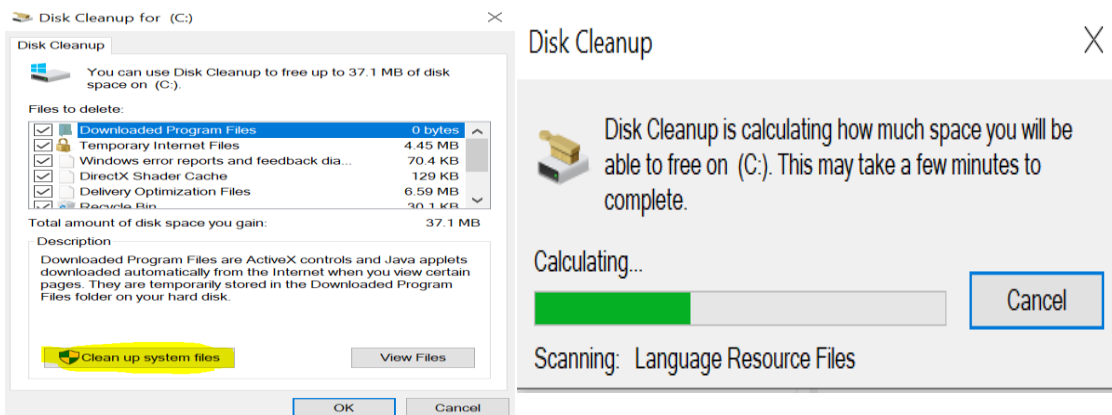 Disk Cleanup for (C:)
Disk Cleanup
You can use Disk Cleanup to free up to 37.1 MB of disk
space on (C:).
Files to delete:
Downloaded Program Files 0 bytes
Temporary Internet Files 4.45 MB
Windows error reports and feedback dia... 70.4 KB
DirectX Shader Cache 129 KB
Delivery Optimization Files 6.59 MB
Recycle Bin 30.1 KB
Total amount of disk space you gain: 37.1 MB
Description
Downloaded Program Files are ActiveX controls and Java applets
downloaded automatically from the Internet when you view certain
pages. They are temporarily stored in the Downloaded Program
Files folder on your hard disk.
Clean up system files
View Files
OK
Cancel
Disk Cleanup
Disk Cleanup is calculating how much space you will be
able to free on (C:). This may take a few minutes to
complete.
Calculating...
Cancel
Scanning: Language Resource Files